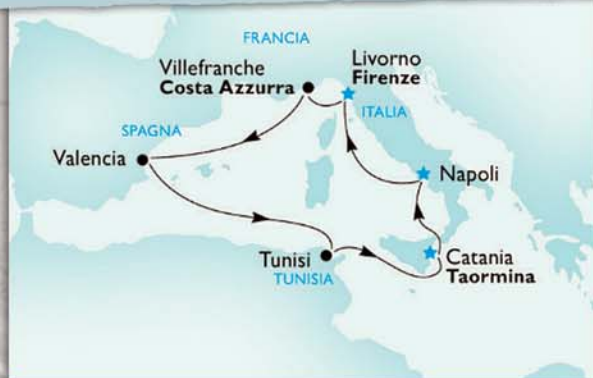 FRANCIA
Villefranche
Costa Azzurra
Livorno
Firenze
ITALIA
SPAGNA
Valencia
Napoli
Tunisi
TUNISIA
Catania
Taormina